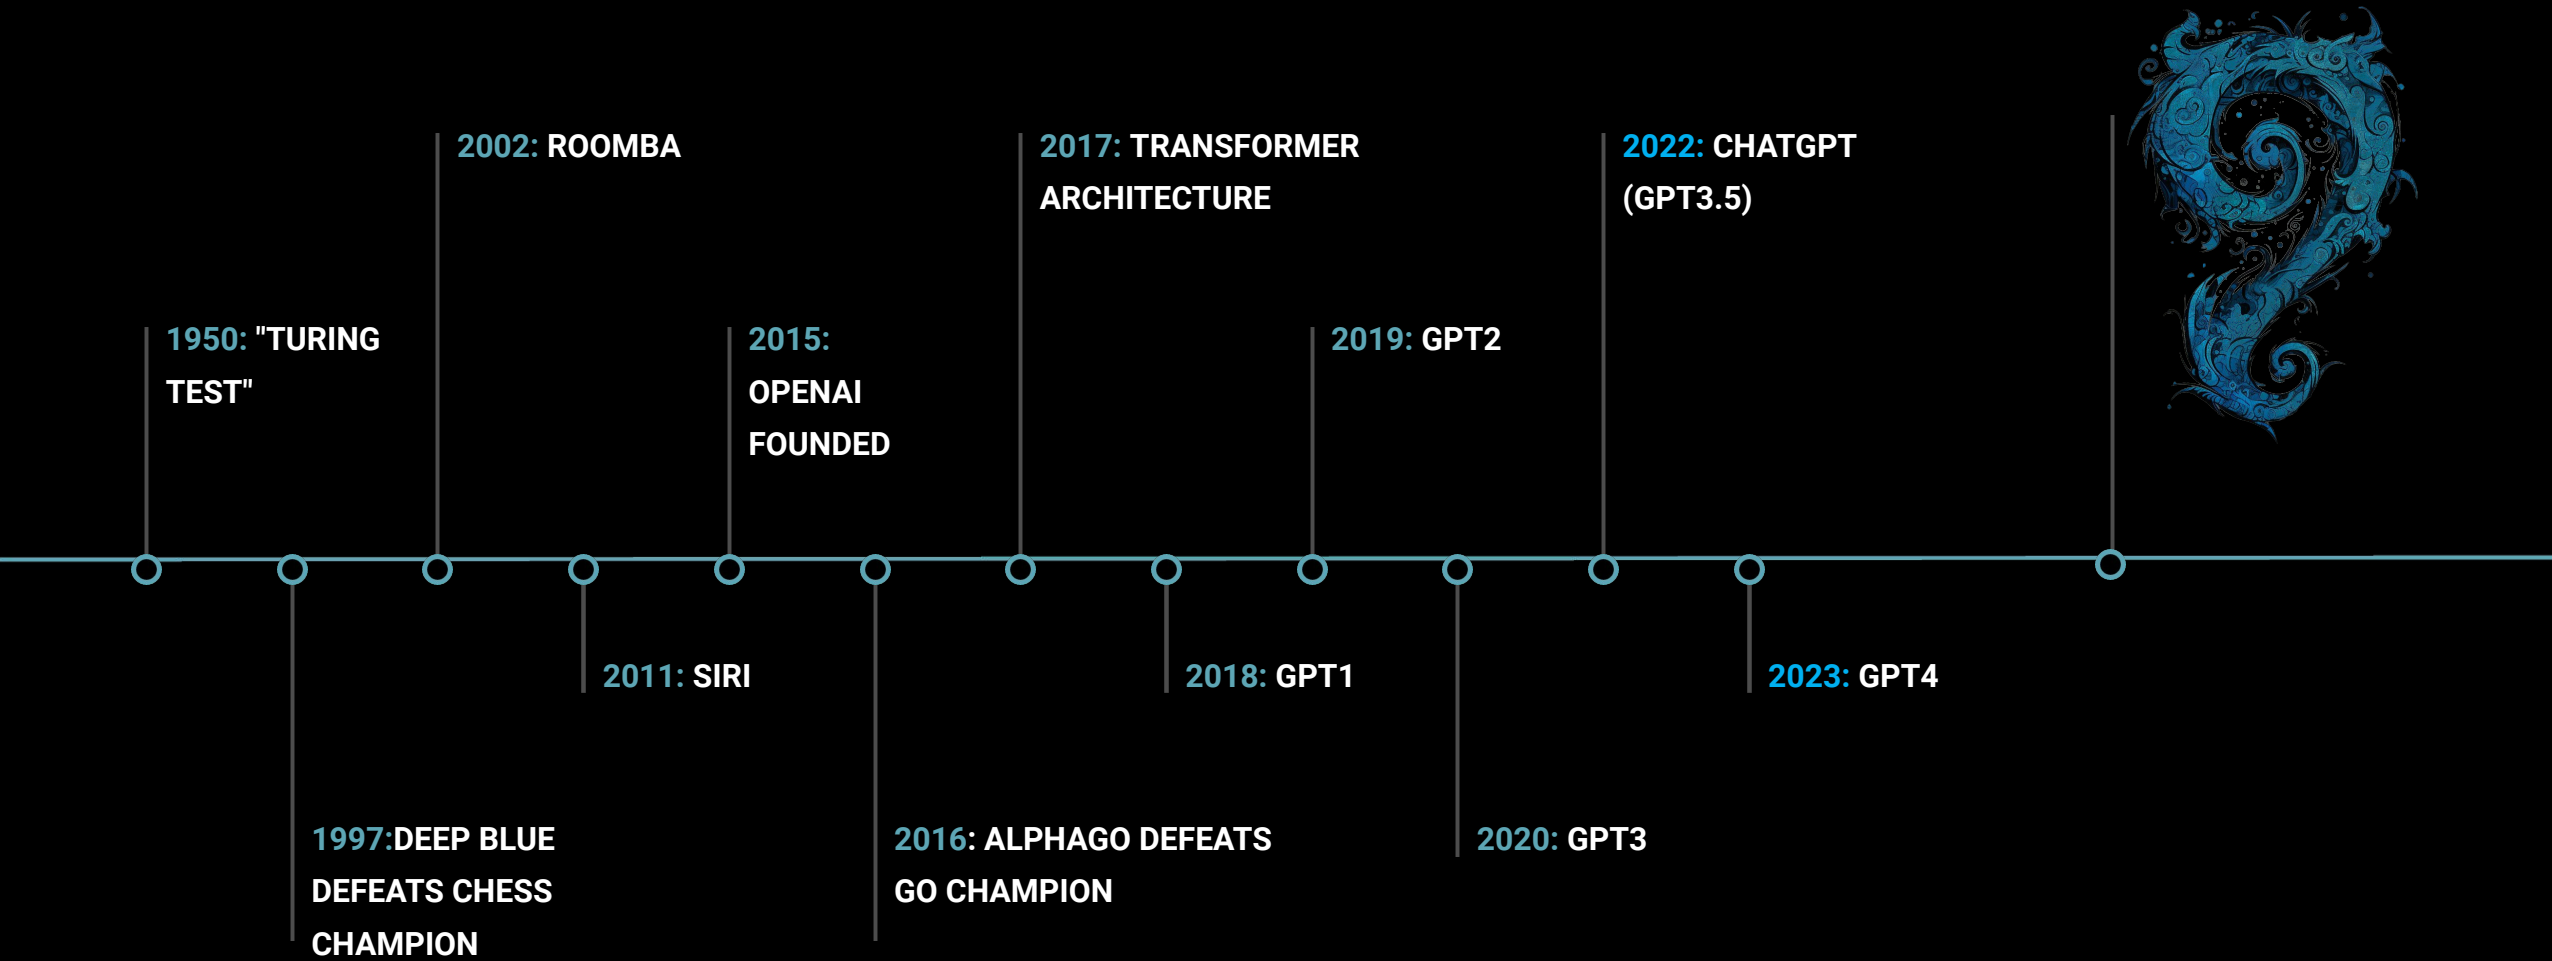 1950: "TURING
TEST"
1997:DEEP BLUE
DEFEATS CHESS
CHAMPION
2002: ROOMBA
2011: SIRI
2015:
OPENAI
FOUNDED
2016: ALPHAGO DEFEATS
GO CHAMPION
2017: TRANSFORMER
ARCHITECTURE
2018: GPT1
2019: GPT2
2020: GPT3
2022: CHATGPT
(GPT3.5)
2023: GPT4